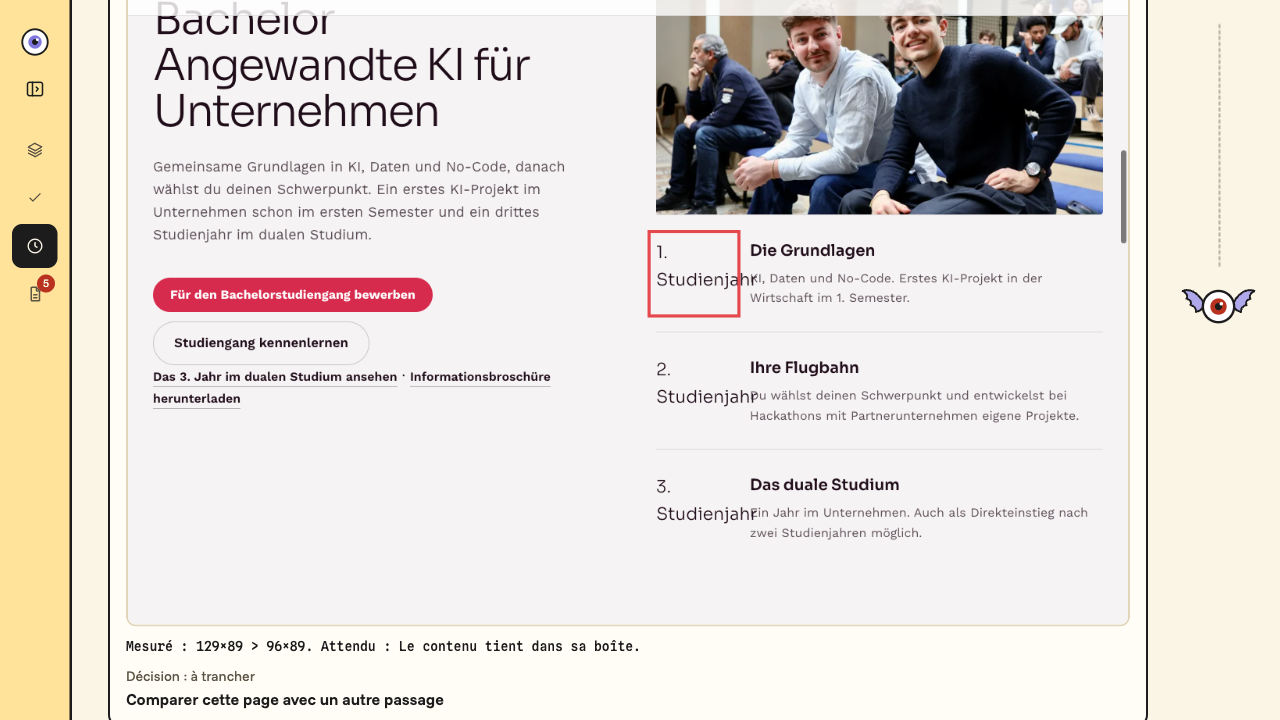 Bachelor
Angewandte KI für
Unternehmen
Gemeinsame Grundlagen in KI, Daten und No-Code, danach
wählst du deinen Schwerpunkt. Ein erstes KI-Projekt im
Unternehmen schon im ersten Semester und ein drittes
Studienjahr im dualen Studium.
Für den Bachelorstudiengang bewerben
Studiengang kennenlernen
Das 3. Jahr im dualen Studium ansehen · Informationsbroschüre
herunterladen
1.
Studienjahr
Die Grundlagen
KI, Daten und No-Code. Erstes KI-Projekt in der
Wirtschaft im 1. Semester.
2.
Studienjahr
Ihre Flugbahn
Du wählst deinen Schwerpunkt und entwickelst bei
Hackathons mit Partnerunternehmen eigene Projekte.
3.
Studienjahr
Das duale Studium
Ein Jahr im Unternehmen. Auch als Direkteinstieg nach
zwei Studienjahren möglich.
5
Mesuré : 129×89 > 96×89. Attendu : Le contenu tient dans sa boîte.
Décision : à trancher
Comparer cette page avec un autre passage